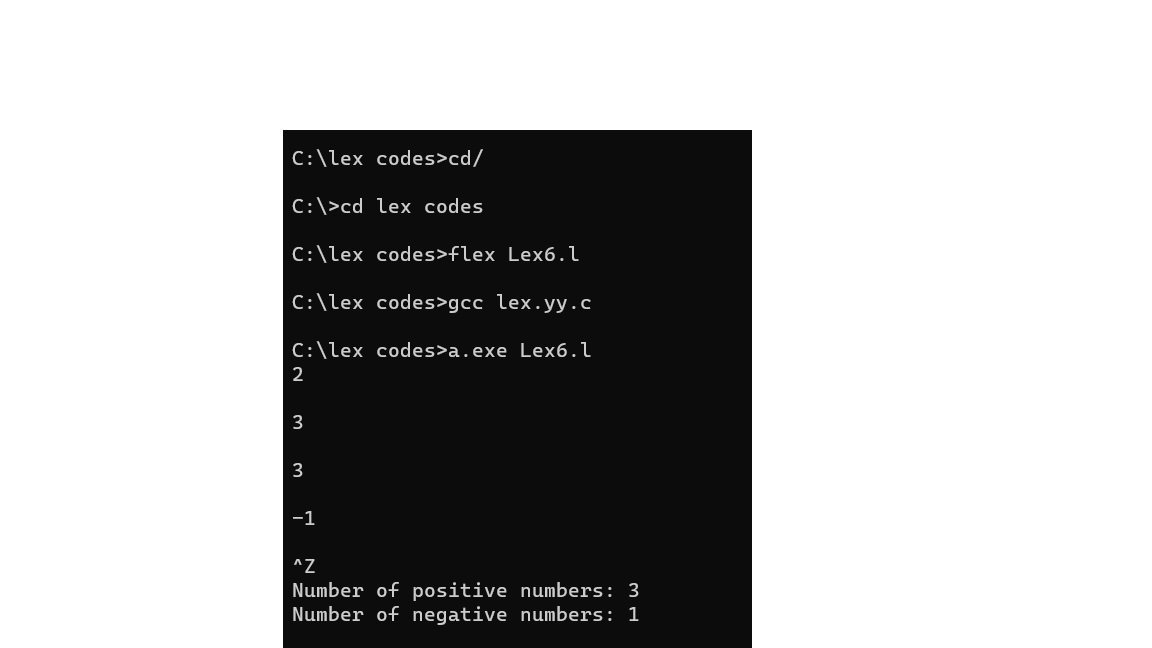 C:\lex codes>cd/
C:\>cd lex codes
C:\lex codes>flex Lex6.l
C:\lex codes>gcc lex.yy.c
C:\lex codes>a.exe Lex6.l
2
3
3
-1
^Z
Number of positive numbers: 3
Number of negative numbers: 1